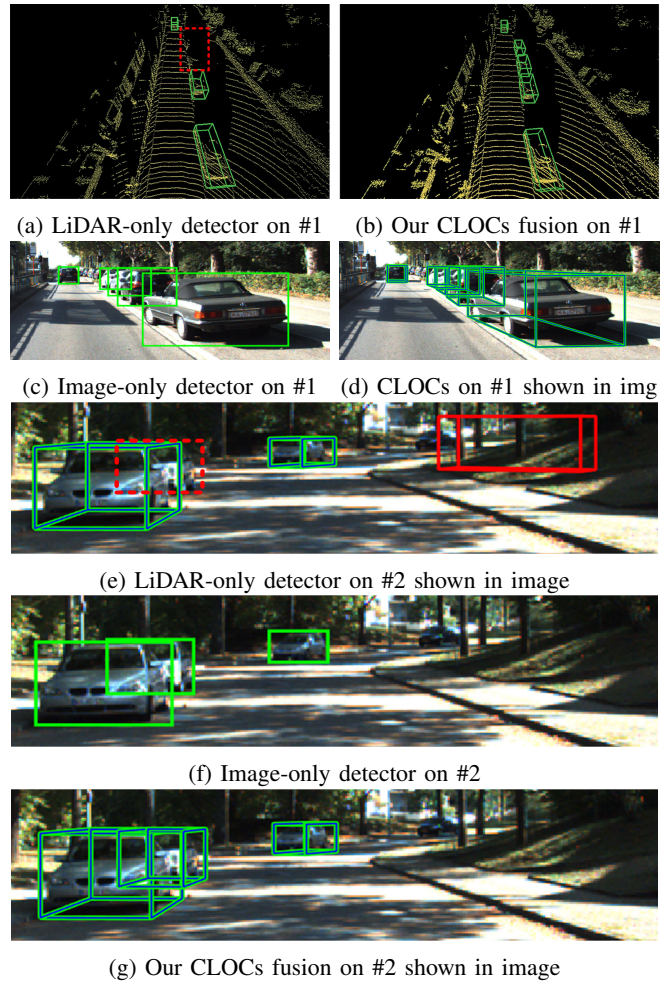 (a) LiDAR-only detector on #1
(b) Our CLOCs fusion on #1
(c) Image-only detector on #1
(d) CLOCs on #1 shown in img
(e) LiDAR-only detector on #2 shown in image
(f) Image-only detector on #2
(g) Our CLOCs fusion on #2 shown in image